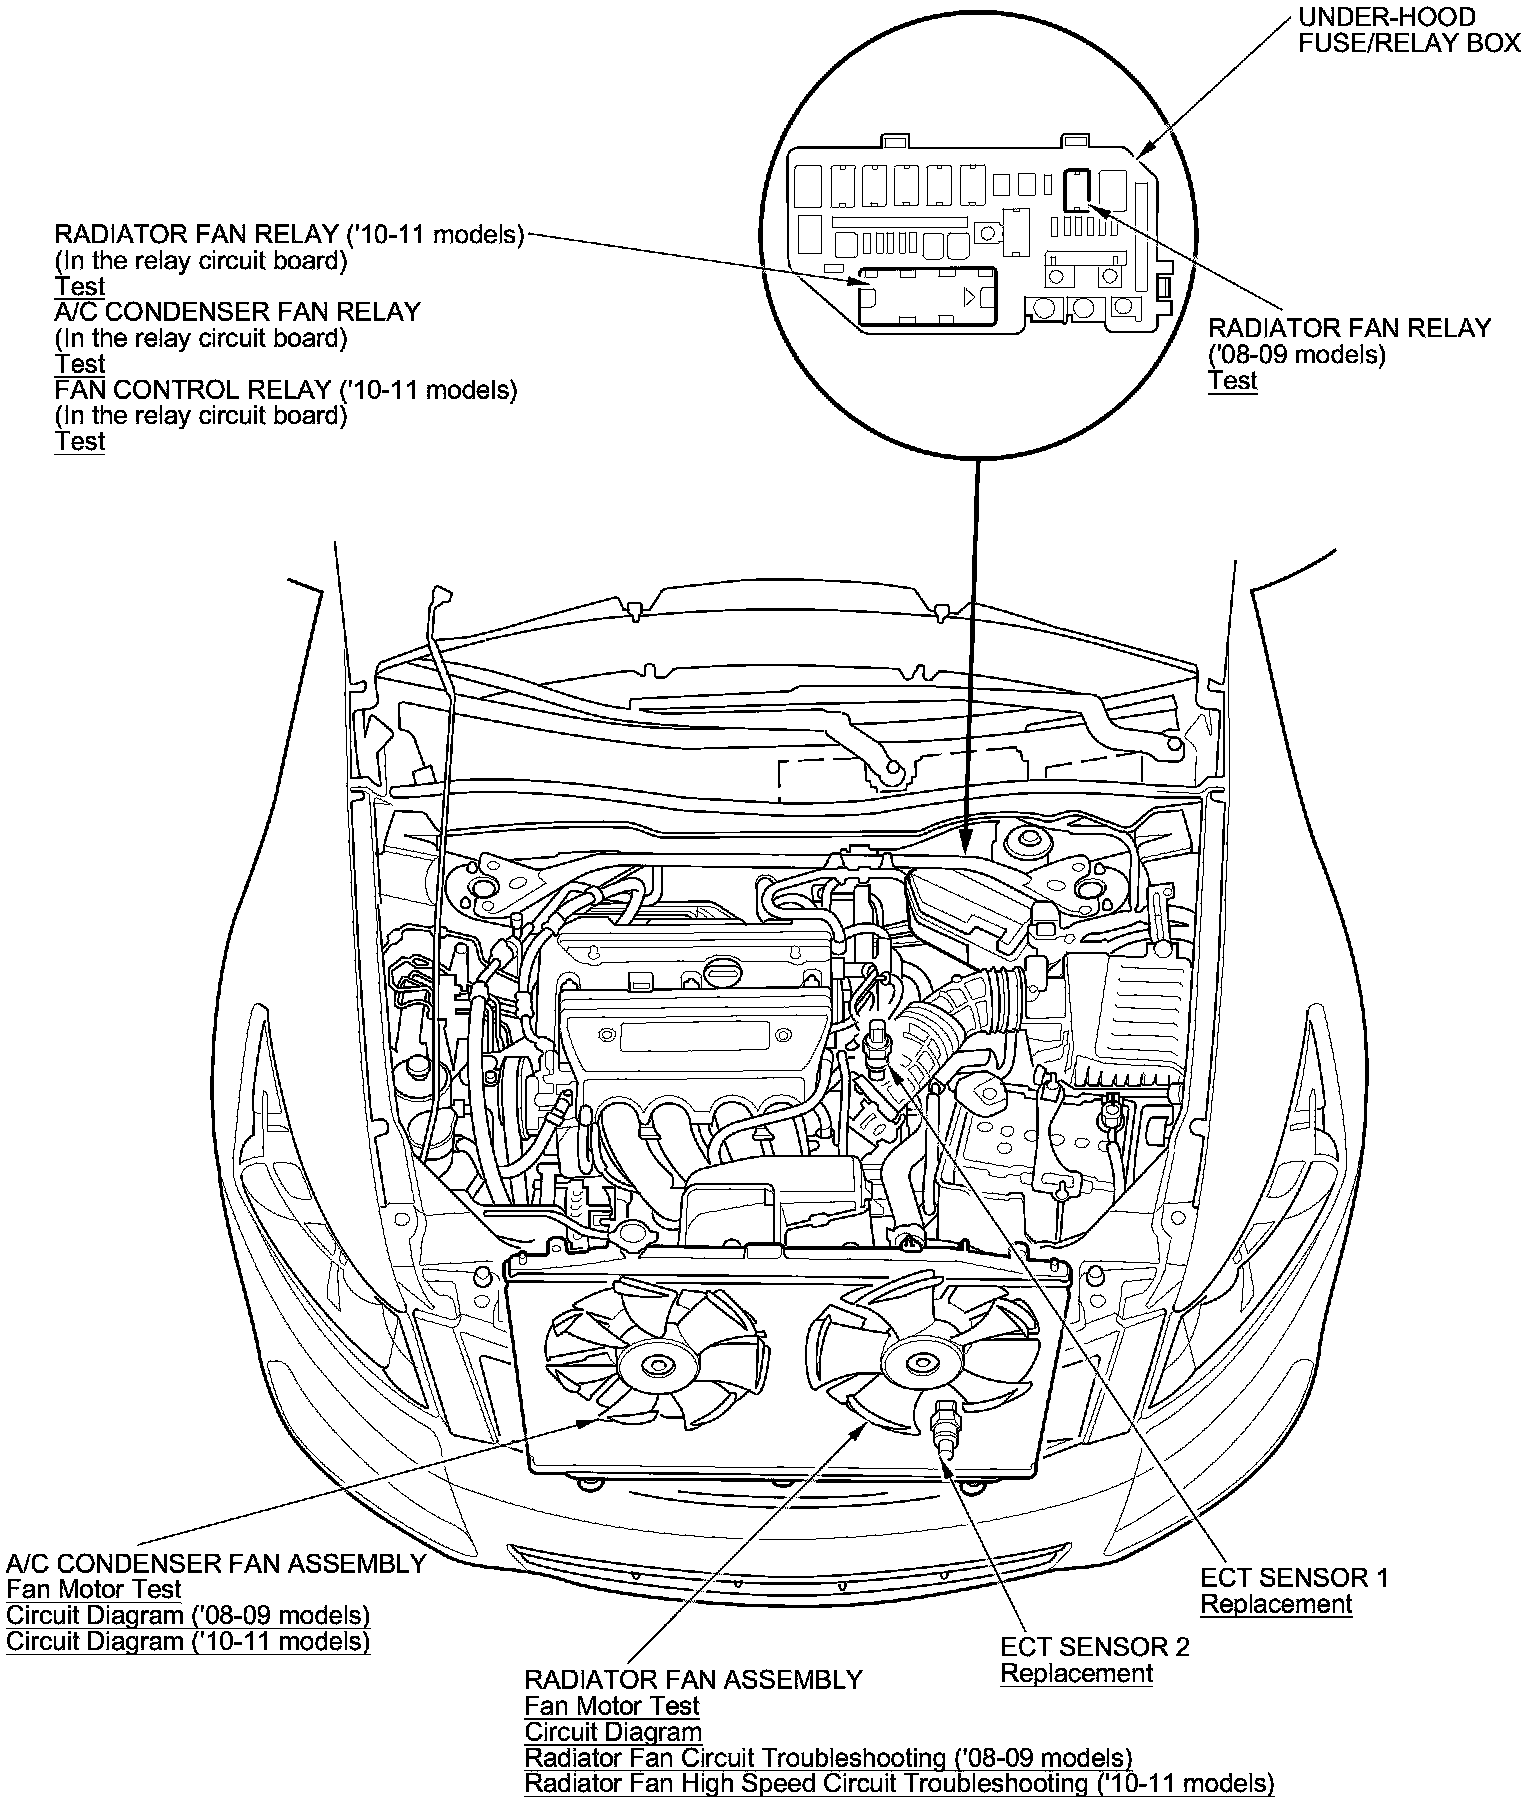 UNDER-HOOD
FUSE/RELAY BOX
RADIATOR FAN RELAY ('10-11 models)
(In the relay circuit board)
Test
A/C CONDENSER FAN RELAY
(In the relay circuit board)
Test
FAN CONTROL RELAY ('10-11 models)
(In the relay circuit board)
Test
RADIATOR FAN RELAY
('08-09 models)
Test
A/C CONDENSER FAN ASSEMBLY
Fan Motor Test
Circuit Diagram ('08-09 models)
Circuit Diagram ('10-11 models)
ECT SENSOR 1
Replacement
ECT SENSOR 2
Replacement
RADIATOR FAN ASSEMBLY
Fan Motor Test
Circuit Diagram
Radiator Fan Circuit Troubleshooting ('08-09 models)
Radiator Fan High Speed Circuit Troubleshooting ('10-11 models)